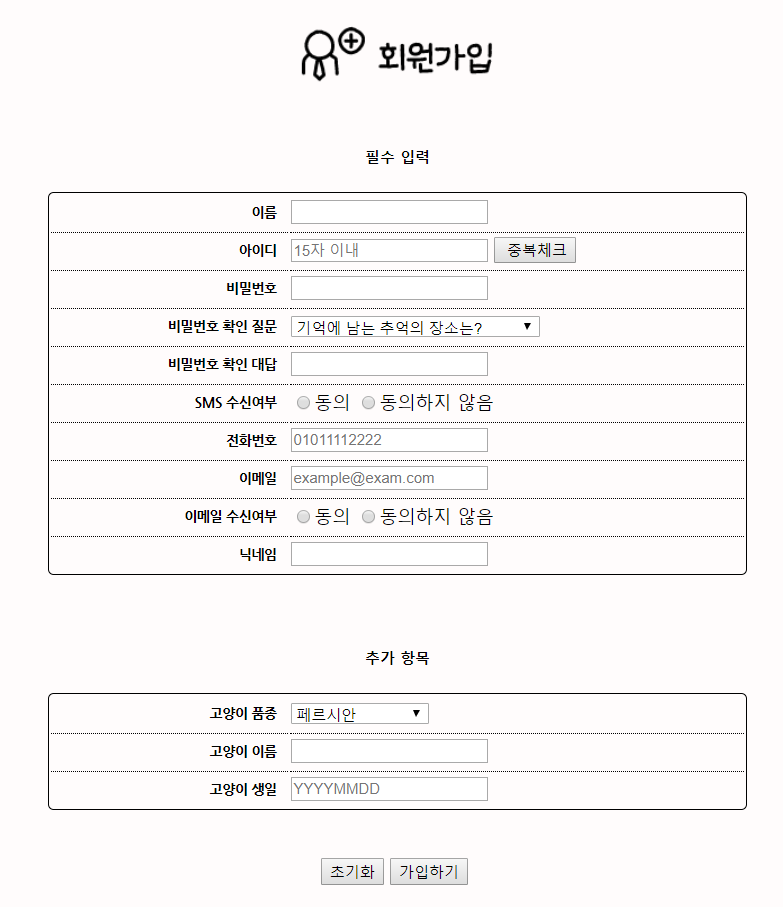 회원가입
필수 입력
이름
아이디 15자 이내 중복체크
비밀번호
비밀번호 확인 질문 기억에 남는 추억의 장소는?
비밀번호 확인 대답
SMS 수신여부 동의 동의하지 않음
전화번호 01011112222
이메일 example@exam.com
이메일 수신여부 동의 동의하지 않음
닉네임
추가 항목
고양이 품종 페르시안
고양이 이름
고양이 생일 YYYYMMDD
초기화 가입하기